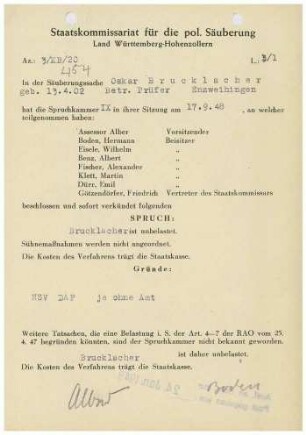 Staatskommissariat für die pol. Säuberung
Land Württemberg-Hohenzollern
Az.: 3/XB/20 L.3/1
454
In der Säuberungssache Oskar Brucklacher
geb. 13.4.02 Betr. Prüfer Enzweihingen
hat die Spruchkammer IX in ihrer Sitzung am 17.9.48, an welcher
teilgenommen haben:
Assessor Alber Vorsitzender
Boden, Hermann Beisitzer
Eisele, Wilhelm „
Benz, Albert „
Fischer, Alexander „
Klett, Martin „
Dürr, Emil „
Götzendörfer, Friedrich Vertreter des Staatskommissars
beschlossen und sofort verkündet folgenden
SPRUCH:
Brucklacher ist unbelastet.
Sühnemaßnahmen werden nicht angeordnet.
Die Kosten des Verfahrens trägt die Staatskasse.
Gründe:
NSV DAF je ohne Amt
Weitere Tatsachen, die eine Belastung i. S. der Art. 4—7 der RAO vom 25.
4. 47 begründen könnten, sind der Spruchkammer nicht bekannt geworden.
Brucklacher ist daher unbelastet.
Die Kosten des Verfahrens trägt die Staatskasse.
Alber Boden